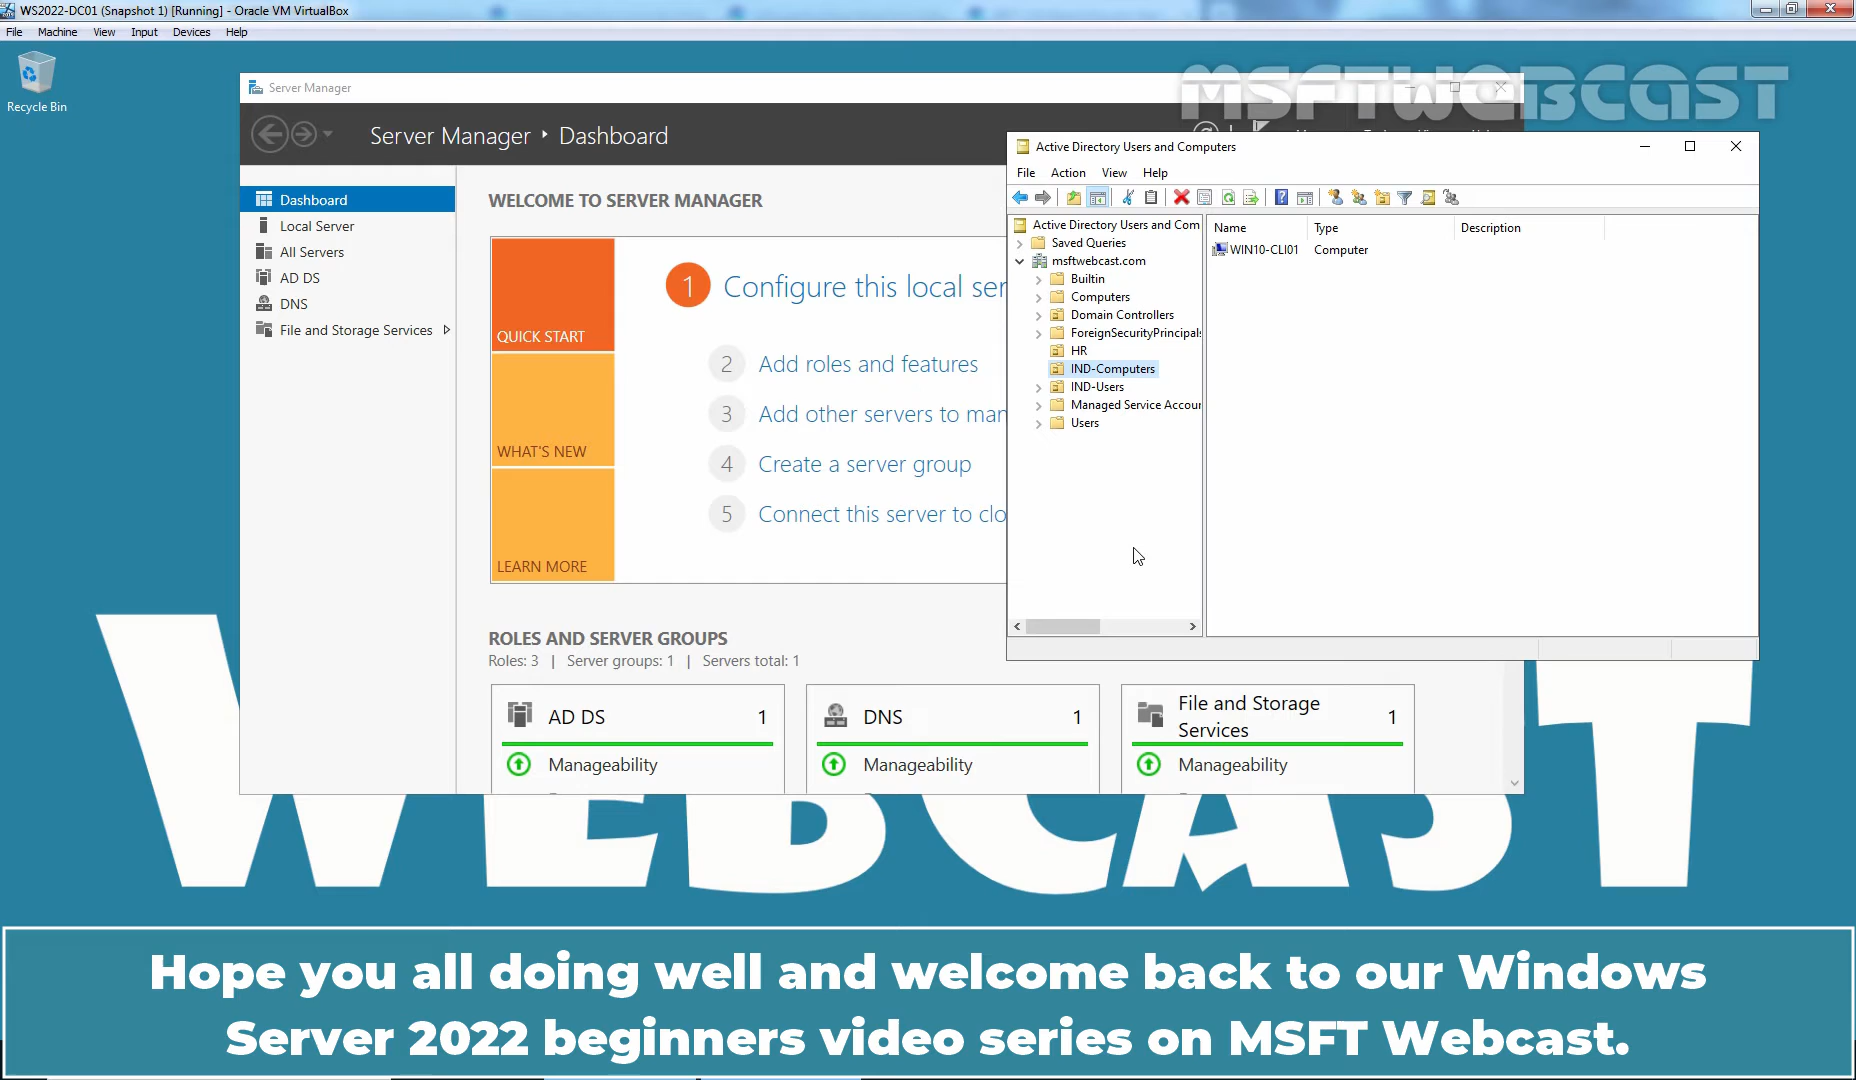 WS2022-DC01 (Snapshot 1) [Running] - Oracle VM VirtualBox
File Machine View Input Devices Help
Recycle Bin
MSFTWEBCAST
Server Manager
Server Manager ‣ Dashboard
Dashboard
Local Server
All Servers
AD DS
DNS
File and Storage Services
WELCOME TO SERVER MANAGER
QUICK START
WHAT'S NEW
LEARN MORE
1 Configure this local ser
2 Add roles and features
3 Add other servers to man
4 Create a server group
5 Connect this server to clo
ROLES AND SERVER GROUPS
Roles: 3 | Server groups: 1 | Servers total: 1
AD DS 1
Manageability
DNS 1
Manageability
File and Storage
Services 1
Manageability
Active Directory Users and Computers
File Action View Help
Active Directory Users and Com
Saved Queries
msftwebcast.com
Builtin
Computers
Domain Controllers
ForeignSecurityPrincipals
HR
IND-Computers
IND-Users
Managed Service Accour
Users
Name Type Description
WIN10-CLI01 Computer
WEBCAST
Hope you all doing well and welcome back to our Windows
Server 2022 beginners video series on MSFT Webcast.